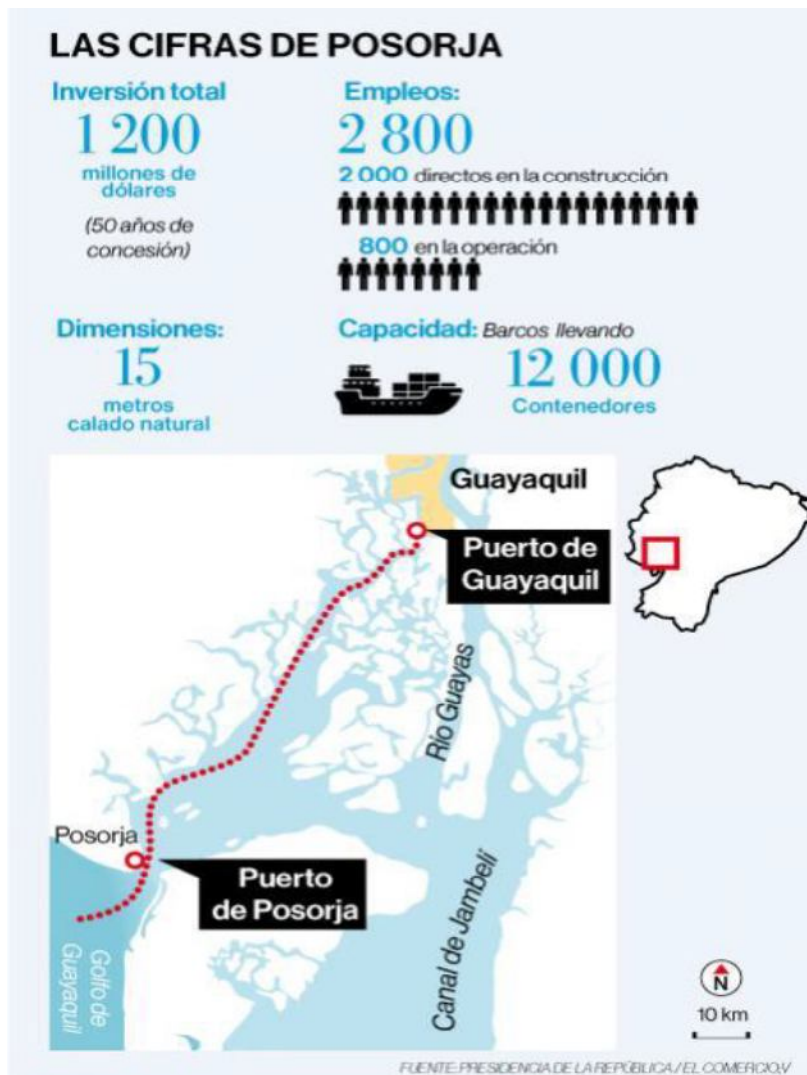 LAS CIFRAS DE POSORJA
Inversión total
1 200
millones de
dólares
(50 años de
concesión)
Empleos:
2 800
2 000 directos en la construcción
800 en la operación
Dimensiones:
15
metros
calado natural
Capacidad: Barcos llevando
12 000
Contenedores
Guayaquil
Puerto de
Guayaquil
Río Guayas
Posorja
Puerto
de Posorja
Canal de Jambelí
Golfo de
Guayaquil
N
10 km
FUENTE: PRESIDENCIA DE LA REPÚBLICA / EL COMERCIO,V